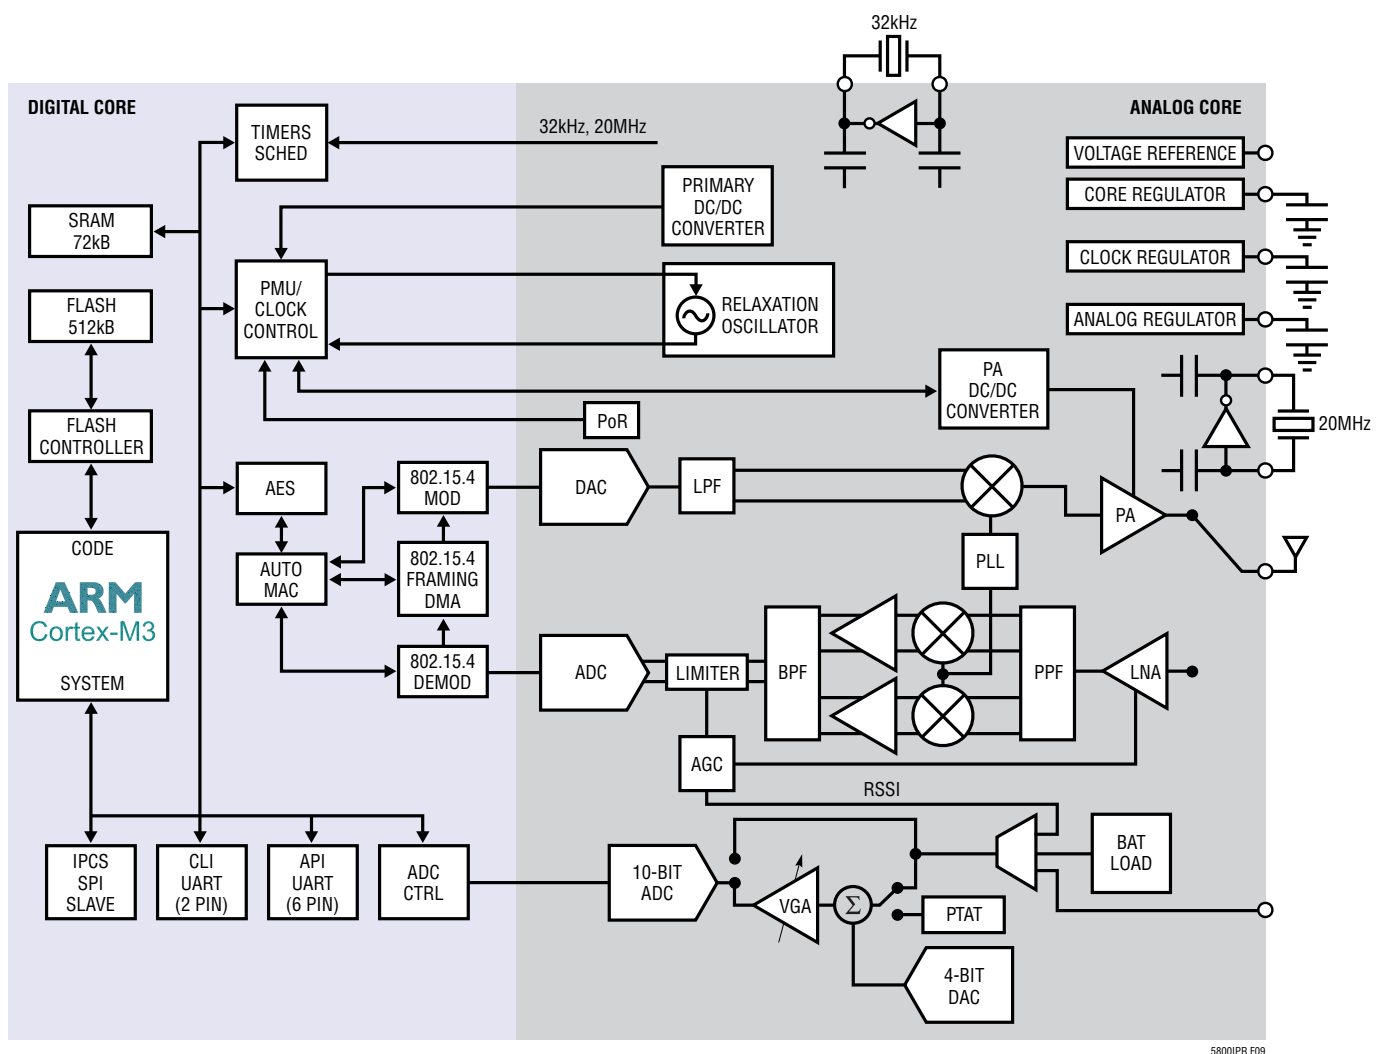 32kHz
DIGITAL CORE
ANALOG CORE
TIMERS
SCHED
32kHz, 20MHz
VOLTAGE REFERENCE
PRIMARY
DC/DC
CONVERTER
CORE REGULATOR
SRAM
72kB
CLOCK REGULATOR
PMU/
CLOCK
CONTROL
RELAXATION
OSCILLATOR
FLASH
512kB
ANALOG REGULATOR
PA
DC/DC
CONVERTER
PoR
FLASH
CONTROLLER
20MHz
AES
802.15.4
MOD
DAC
LPF
PA
CODE
ARM
Cortex-M3
SYSTEM
AUTO
MAC
802.15.4
FRAMING
DMA
PLL
802.15.4
DEMOD
ADC
LIMITER
BPF
PPF
LNA
AGC
RSSI
IPCS
SPI
SLAVE
CLI
UART
(2 PIN)
API
UART
(6 PIN)
ADC
CTRL
10-BIT
ADC
VGA
Σ
BAT
LOAD
PTAT
4-BIT
DAC
5800IPR F09